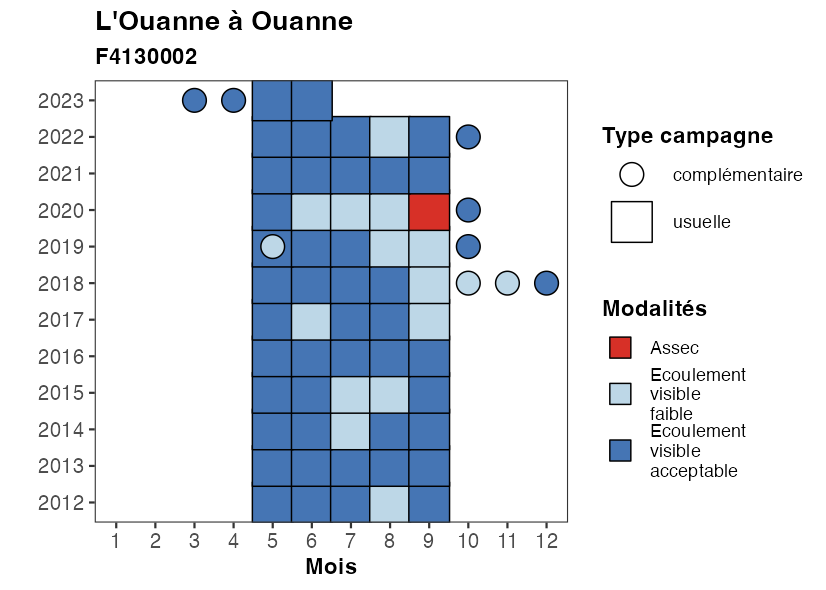 L'Ouanne à Ouanne
F4130002
2023
2022
2021
2020
2019
2018
2017
2016
2015
2014
2013
2012
1 2 3 4 5 6 7 8 9 10 11 12
Mois
Type campagne
complémentaire
usuelle
Modalités
Assec
Ecoulement
visible
faible
Ecoulement
visible
acceptable